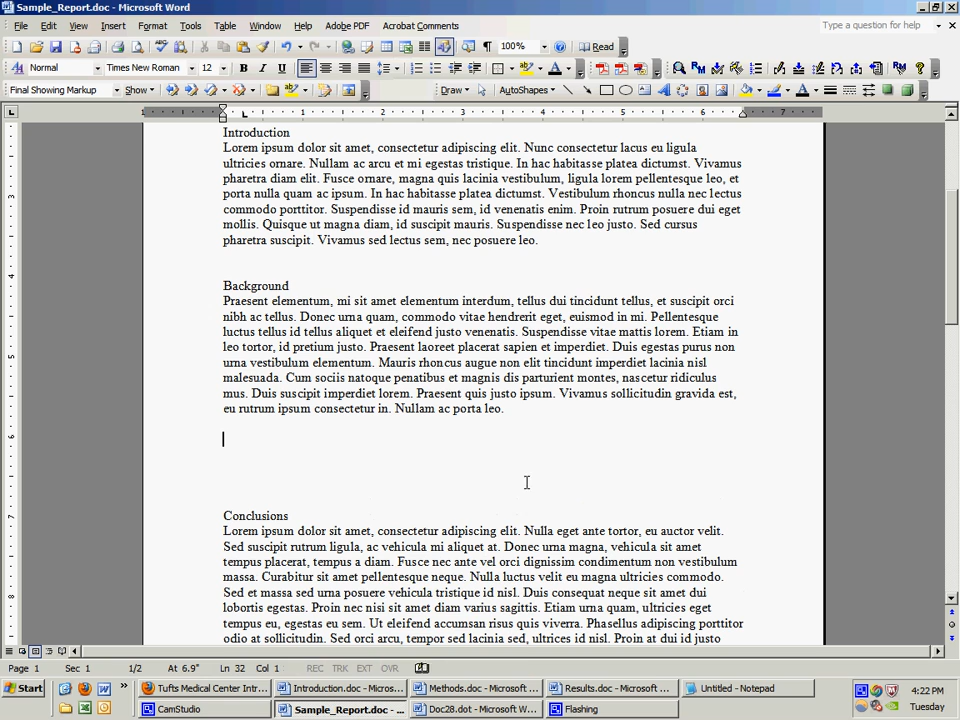 Sample_Report.doc - Microsoft Word
File Edit View Insert Format Tools Table Window Help Adobe PDF Acrobat Comments Type a question for help
100% Read
Normal Times New Roman 12 B I U
Final Showing Markup Show Draw AutoShapes
1 1 2 3 4 5 6 7
Introduction
Lorem ipsum dolor sit amet, consectetur adipiscing elit. Nunc consectetur lacus eu ligula
ultricies ornare. Nullam ac arcu et mi egestas tristique. In hac habitasse platea dictumst. Vivamus
pharetra diam elit. Fusce ornare, magna quis lacinia vestibulum, ligula lorem pellentesque leo, et
porta nulla quam ac ipsum. In hac habitasse platea dictumst. Vestibulum rhoncus nulla nec lectus
commodo porttitor. Suspendisse id mauris sem, id venenatis enim. Proin rutrum posuere dui eget
mollis. Quisque ut magna diam, id suscipit mauris. Suspendisse nec leo justo. Sed cursus
pharetra suscipit. Vivamus sed lectus sem, nec posuere leo.
Background
Praesent elementum, mi sit amet elementum interdum, tellus dui tincidunt tellus, et suscipit orci
nibh ac tellus. Donec urna quam, commodo vitae hendrerit eget, euismod in mi. Pellentesque
luctus tellus id tellus aliquet et eleifend justo venenatis. Suspendisse vitae mattis lorem. Etiam in
leo tortor, id pretium justo. Praesent laoreet placerat sapien et imperdiet. Duis egestas purus non
urna vestibulum elementum. Mauris rhoncus augue non elit tincidunt imperdiet lacinia nisl
malesuada. Cum sociis natoque penatibus et magnis dis parturient montes, nascetur ridiculus
mus. Duis suscipit imperdiet lorem. Praesent quis justo ipsum. Vivamus sollicitudin gravida est,
eu rutrum ipsum consectetur in. Nullam ac porta leo.
Conclusions
Lorem ipsum dolor sit amet, consectetur adipiscing elit. Nulla eget ante tortor, eu auctor velit.
Sed suscipit rutrum ligula, ac vehicula mi aliquet at. Donec urna magna, vehicula sit amet
tempus placerat, tempus a diam. Fusce nec ante vel orci dignissim condimentum non vestibulum
massa. Curabitur sit amet pellentesque neque. Nulla luctus velit eu magna ultricies commodo.
Sed et massa sed urna posuere vehicula tristique id nisl. Duis consequat neque sit amet dui
lobortis egestas. Proin nec nisi sit amet diam varius sagittis. Etiam urna quam, ultricies eget
tempus eu, egestas eu sem. Ut eleifend accumsan risus quis viverra. Phasellus adipiscing porttitor
odio at sollicitudin. Sed orci arcu, tempor sed lacinia sed, ultrices id nisl. Proin at dui id justo
Page 1 Sec 1 1/2 At 6.9" Ln 32 Col 1 REC TRK EXT OVR
Start Tufts Medical Center Intr... Introduction.doc - Micros... Methods.doc - Microsoft ... Results.doc - Microsoft ... Untitled - Notepad 4:22 PM
CamStudio Sample_Report.doc - ... Doc28.dot - Microsoft W... Flashing Tuesday